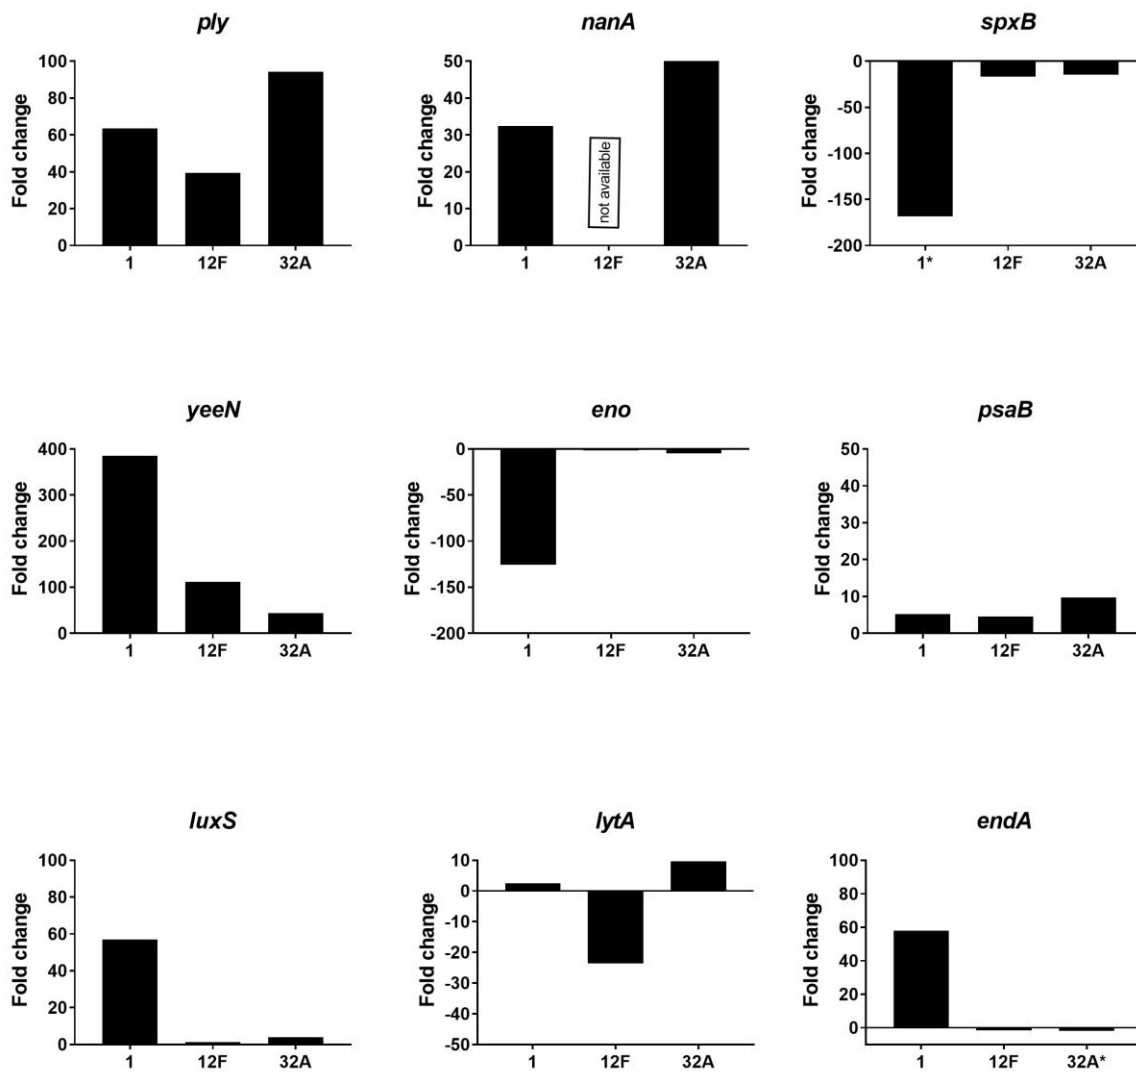 ply
Fold change
100
80
60
40
20
0
1 12F 32A
nanA
Fold change
50
40
30
20
10
0
not available
1 12F 32A
spxB
Fold change
0
-50
-100
-150
-200
1* 12F 32A
yeeN
Fold change
400
300
200
100
0
1 12F 32A
eno
Fold change
0
-50
-100
-150
-200
1 12F 32A
psaB
Fold change
50
40
30
20
10
0
1 12F 32A
luxS
Fold change
100
80
60
40
20
0
1 12F 32A
lytA
Fold change
10
0
-10
-20
-30
-40
-50
1 12F 32A
endA
Fold change
100
80
60
40
20
0
1 12F 32A*